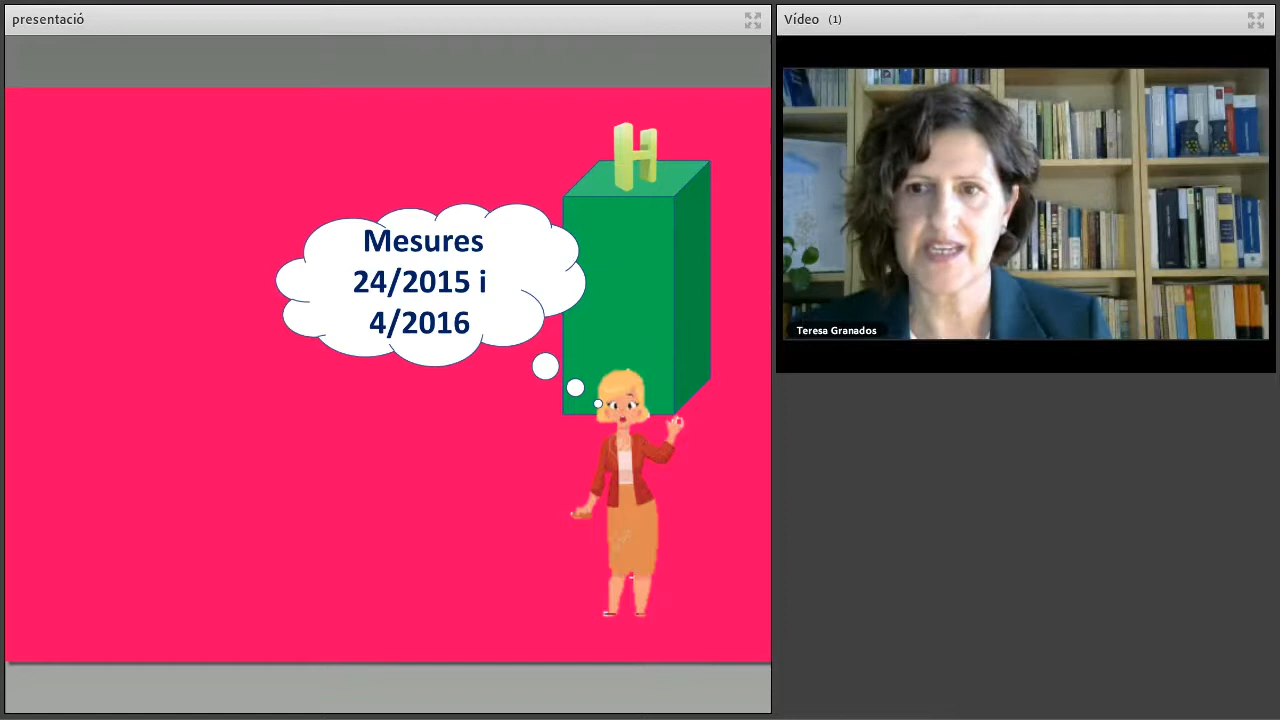 presentació
Vídeo (1)
H
Mesures
24/2015 i
4/2016
Teresa Granados